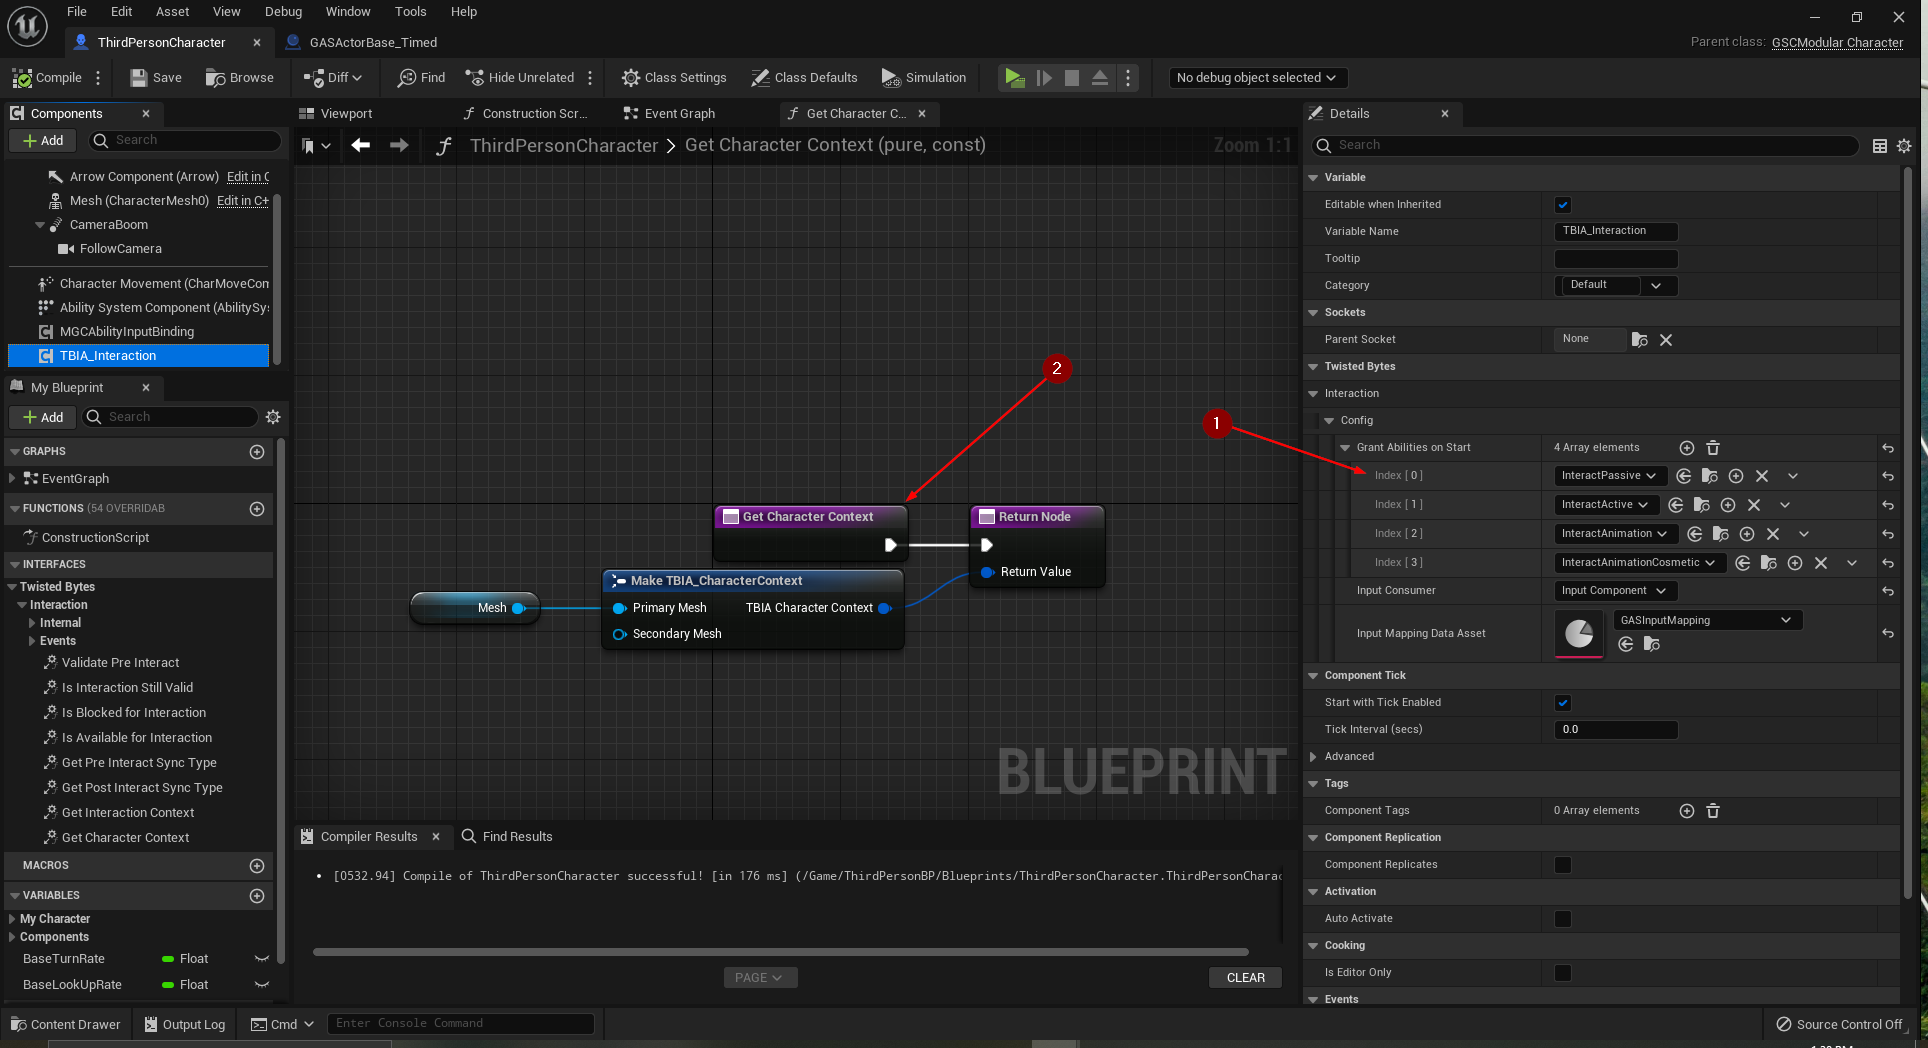 File Edit Asset View Debug Window Tools Help
ThirdPersonCharacter GASActorBase_Timed
Parent class: GSCModular Character
Compile Save Browse Diff Find Hide Unrelated Class Settings Class Defaults Simulation No debug object selected
Components
Add Search
Arrow Component (Arrow) Edit in C
Mesh (CharacterMesh0) Edit in C+
CameraBoom
FollowCamera
Character Movement (CharMoveCom
Ability System Component (AbilitySys
MGCAbilityInputBinding
TBIA_Interaction
My Blueprint
Add Search
GRAPHS
EventGraph
FUNCTIONS (54 OVERRIDAB
ConstructionScript
INTERFACES
Twisted Bytes
Interaction
Internal
Events
Validate Pre Interact
Is Interaction Still Valid
Is Blocked for Interaction
Is Available for Interaction
Get Pre Interact Sync Type
Get Post Interact Sync Type
Get Interaction Context
Get Character Context
MACROS
VARIABLES
My Character
Components
BaseTurnRate Float
BaseLookUpRate Float
Viewport Construction Scr... Event Graph Get Character C...
ThirdPersonCharacter > Get Character Context (pure, const) Zoom 1:1
2
1
Get Character Context
Return Node
Return Value
Make TBIA_CharacterContext
Mesh
Primary Mesh TBIA Character Context
Secondary Mesh
BLUEPRINT
Compiler Results Find Results
[0532.94] Compile of ThirdPersonCharacter successful! [in 176 ms] (/Game/ThirdPersonBP/Blueprints/ThirdPersonCharacter.ThirdPersonCharac
PAGE CLEAR
Details
Search
Variable
Editable when Inherited
Variable Name TBIA_Interaction
Tooltip
Category Default
Sockets
Parent Socket None
Twisted Bytes
Interaction
Config
Grant Abilities on Start 4 Array elements
Index [ 0 ] InteractPassive
Index [ 1 ] InteractActive
Index [ 2 ] InteractAnimation
Index [ 3 ] InteractAnimationCosmetic
Input Consumer Input Component
Input Mapping Data Asset GASInputMapping
Component Tick
Start with Tick Enabled
Tick Interval (secs) 0.0
Advanced
Tags
Component Tags 0 Array elements
Component Replication
Component Replicates
Activation
Auto Activate
Cooking
Is Editor Only
Events
Content Drawer Output Log Cmd Enter Console Command Source Control Off